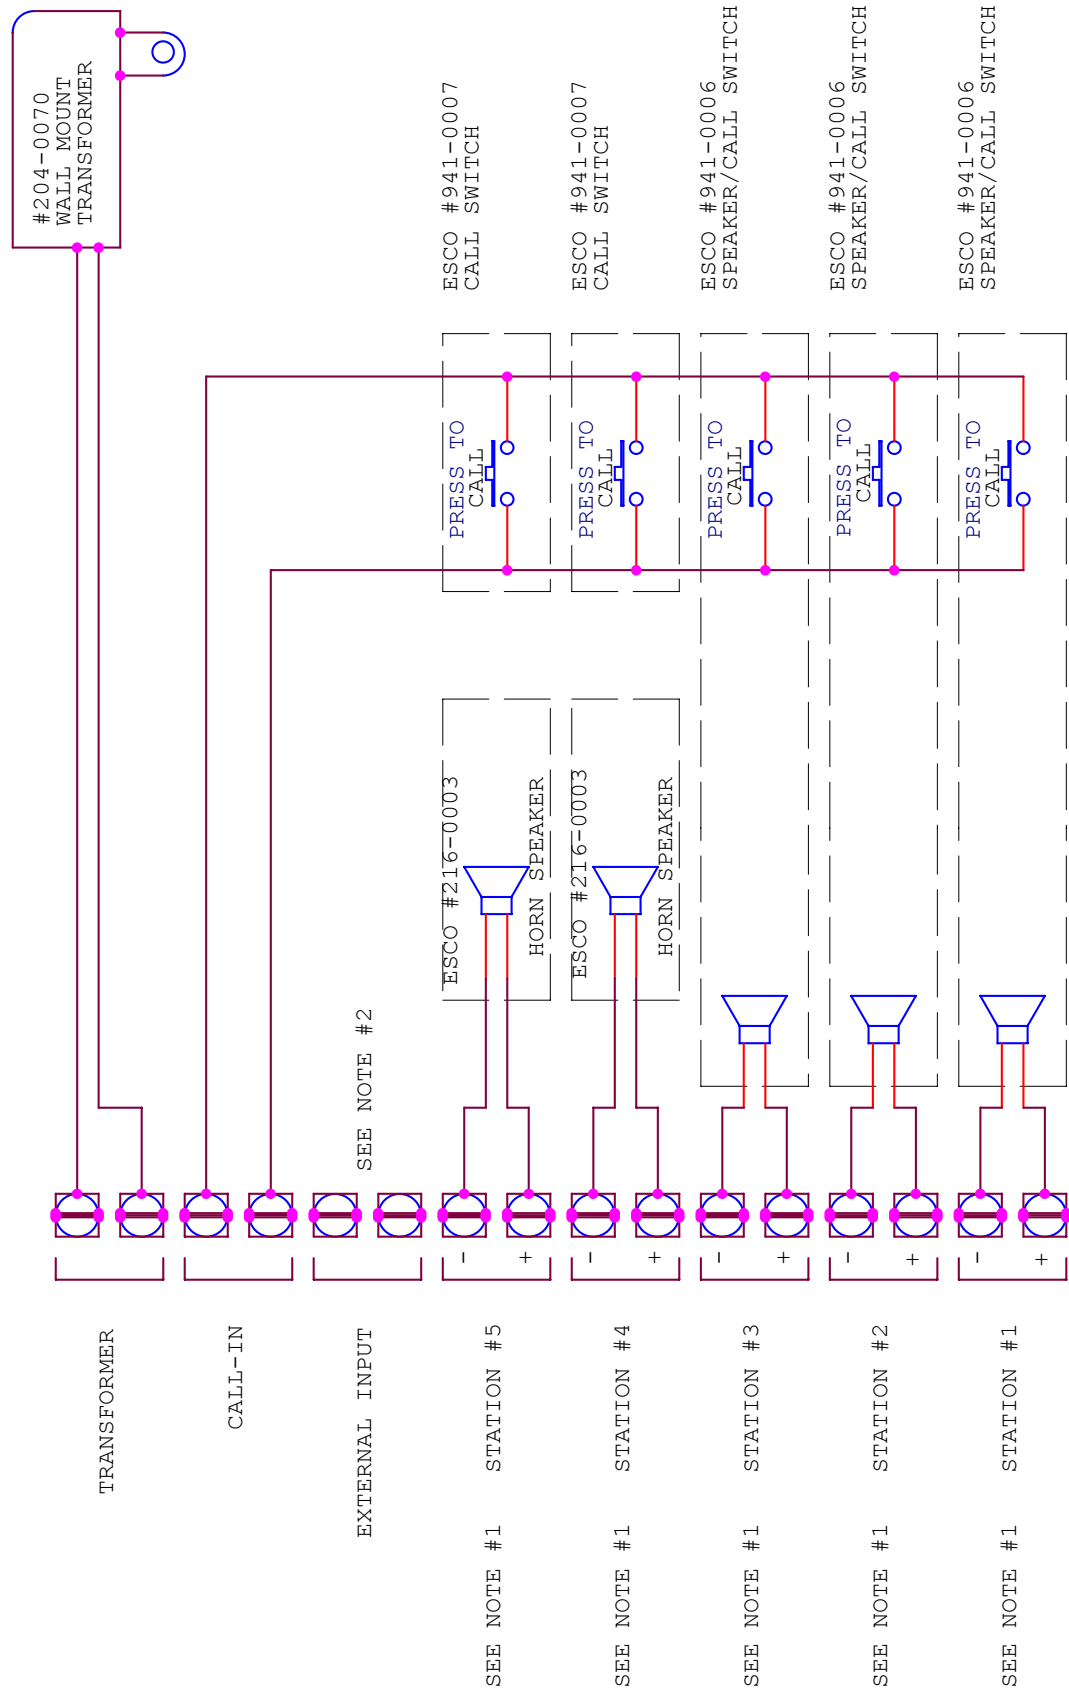 #204-0070
WALL MOUNT
TRANSFORMER
ESCO #941-0007
CALL SWITCH
ESCO #941-0007
CALL SWITCH
ESCO #941-0006
SPEAKER/CALL SWITCH
ESCO #941-0006
SPEAKER/CALL SWITCH
ESCO #941-0006
SPEAKER/CALL SWITCH
PRESS TO
CALL
PRESS TO
CALL
PRESS TO
CALL
PRESS TO
CALL
PRESS TO
CALL
ESCO #216-0003
HORN SPEAKER
ESCO #216-0003
HORN SPEAKER
SEE NOTE #2
- +
- +
- +
- +
- +
TRANSFORMER
CALL-IN
EXTERNAL INPUT
SEE NOTE #1 STATION #5
SEE NOTE #1 STATION #4
SEE NOTE #1 STATION #3
SEE NOTE #1 STATION #2
SEE NOTE #1 STATION #1